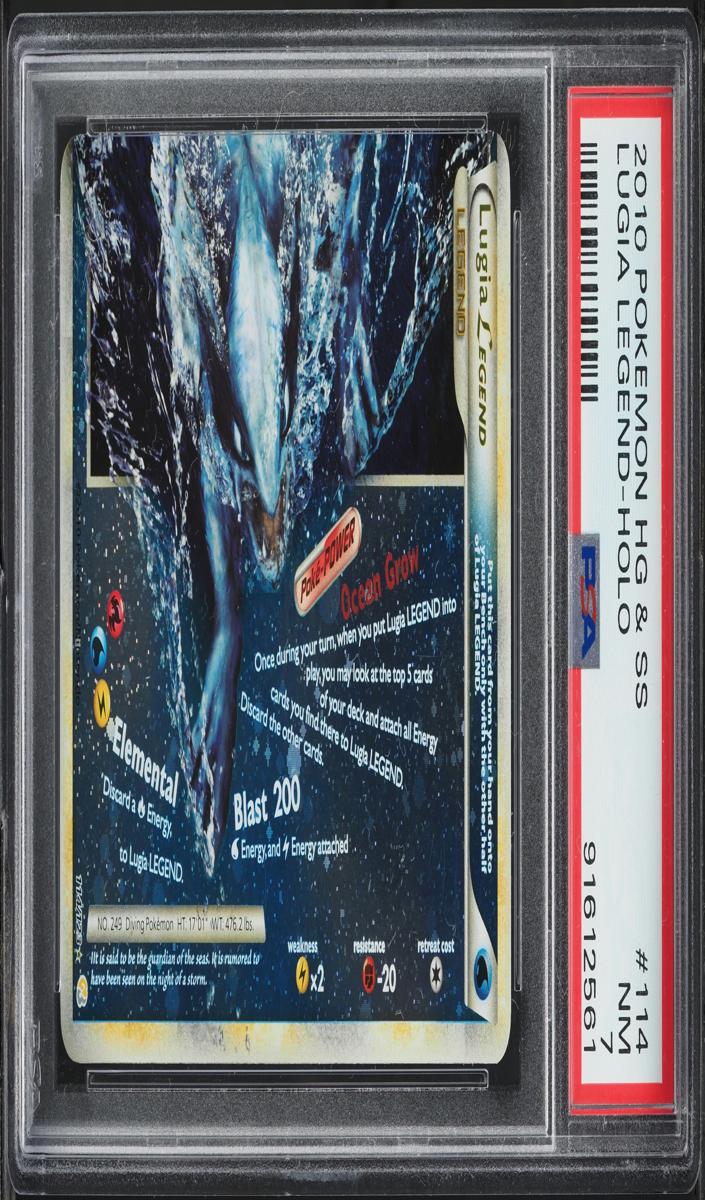 2010 POKEMON HG & SS
#114
LUGIA LEGEND-HOLO
NM
7
PSA
91612561
Lugia LEGEND
LEGEND
Put this card from your hand onto
your Bench only with the other half
of Lugia LEGEND.
Poké-POWER
Ocean Grow
Once during your turn, when you put Lugia LEGEND into
play, you may look at the top 5 cards
of your deck and attach all Energy
cards you find there to Lugia LEGEND.
Discard the other cards.
Elemental
Blast 200
Discard a Energy,
Energy, and Energy attached
to Lugia LEGEND.
NO. 249 Diving Pokémon HT: 17'01" WT: 476.2 lbs.
It is said to be the guardian of the seas. It is rumored to
have been seen on the night of a storm.
weakness
x2
resistance
-20
retreat cost